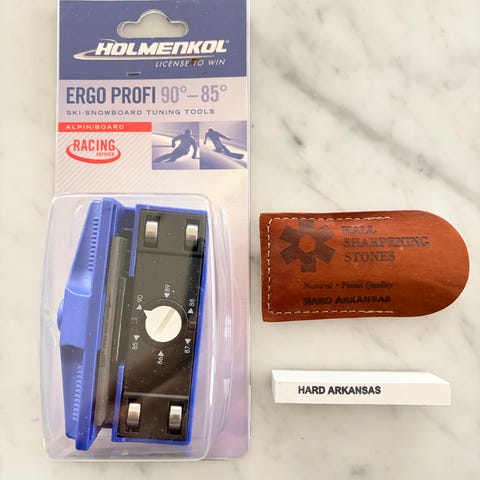 HOLMENKOL
LICENSE TO WIN
ERGO PROFI 90°–85°
SKI-SNOWBOARD TUNING TOOLS
ALPIN/BOARD
RACING
service
90
89
88
87
86
85
HALL
SHARPENING
STONES
Natural · Finest Quality
HARD ARKANSAS
HARD ARKANSAS